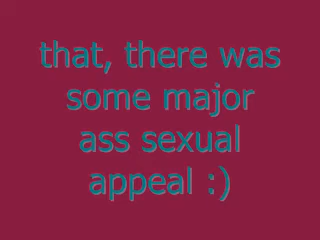 that, there was
some major
ass sexual
appeal :)